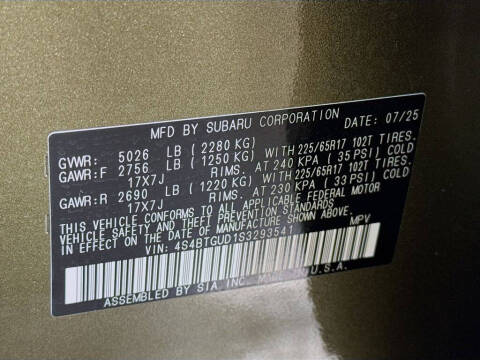 MFD BY SUBARU CORPORATION DATE: 07/25
GVWR: 5026 LB (2280 KG)
GAWR:F 2756 LB (1250 KG) WITH 225/65R17 102T TIRES.
17X7J RIMS. AT 240 KPA (35 PSI) COLD
GAWR:R 2690 LB (1220 KG) WITH 225/65R17 102T TIRES.
17X7J RIMS. AT 230 KPA (33 PSI) COLD
THIS VEHICLE CONFORMS TO ALL APPLICABLE FEDERAL MOTOR
VEHICLE SAFETY AND THEFT PREVENTION STANDARDS
IN EFFECT ON THE DATE OF MANUFACTURE SHOWN ABOVE.
VIN: 4S4BTGUD1S3293541 MPV
ASSEMBLED BY SIA, INC. U.S.A.